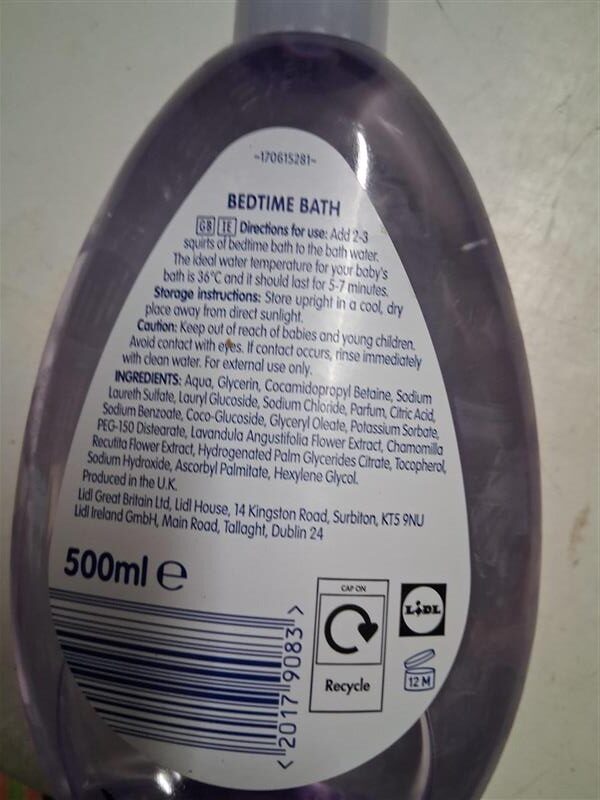 ~170615281~
BEDTIME BATH
GB IE Directions for use: Add 2-3
squirts of bedtime bath to the bath water.
The ideal water temperature for your baby's
bath is 36°C and it should last for 5-7 minutes.
Storage instructions: Store upright in a cool, dry
place away from direct sunlight.
Caution: Keep out of reach of babies and young children.
Avoid contact with eyes. If contact occurs, rinse immediately
with clean water. For external use only.
INGREDIENTS: Aqua, Glycerin, Cocamidopropyl Betaine, Sodium
Laureth Sulfate, Lauryl Glucoside, Sodium Chloride, Parfum, Citric Acid,
Sodium Benzoate, Coco-Glucoside, Glyceryl Oleate, Potassium Sorbate,
PEG-150 Distearate, Lavandula Angustifolia Flower Extract, Chamomilla
Recutita Flower Extract, Hydrogenated Palm Glycerides Citrate, Tocopherol,
Sodium Hydroxide, Ascorbyl Palmitate, Hexylene Glycol.
Produced in the U.K.
Lidl Great Britain Ltd, Lidl House, 14 Kingston Road, Surbiton, KT5 9NU
Lidl Ireland GmbH, Main Road, Tallaght, Dublin 24
500ml e
CAP ON
Recycle
LIDL
12 M
< 2017 9083 >